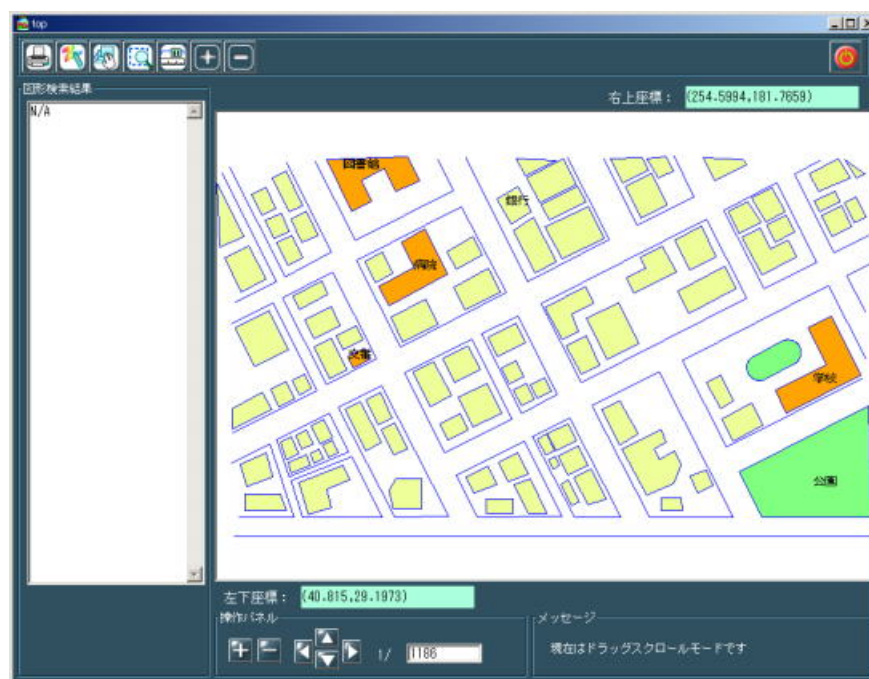 top
図形検索結果
N/A
右上座標：
(254.5994,181.7659)
図書館
銀行
病院
交番
学校
公園
左下座標：
(40.815,29.1973)
操作パネル
1/
1186
メッセージ
現在はドラッグスクロールモードです